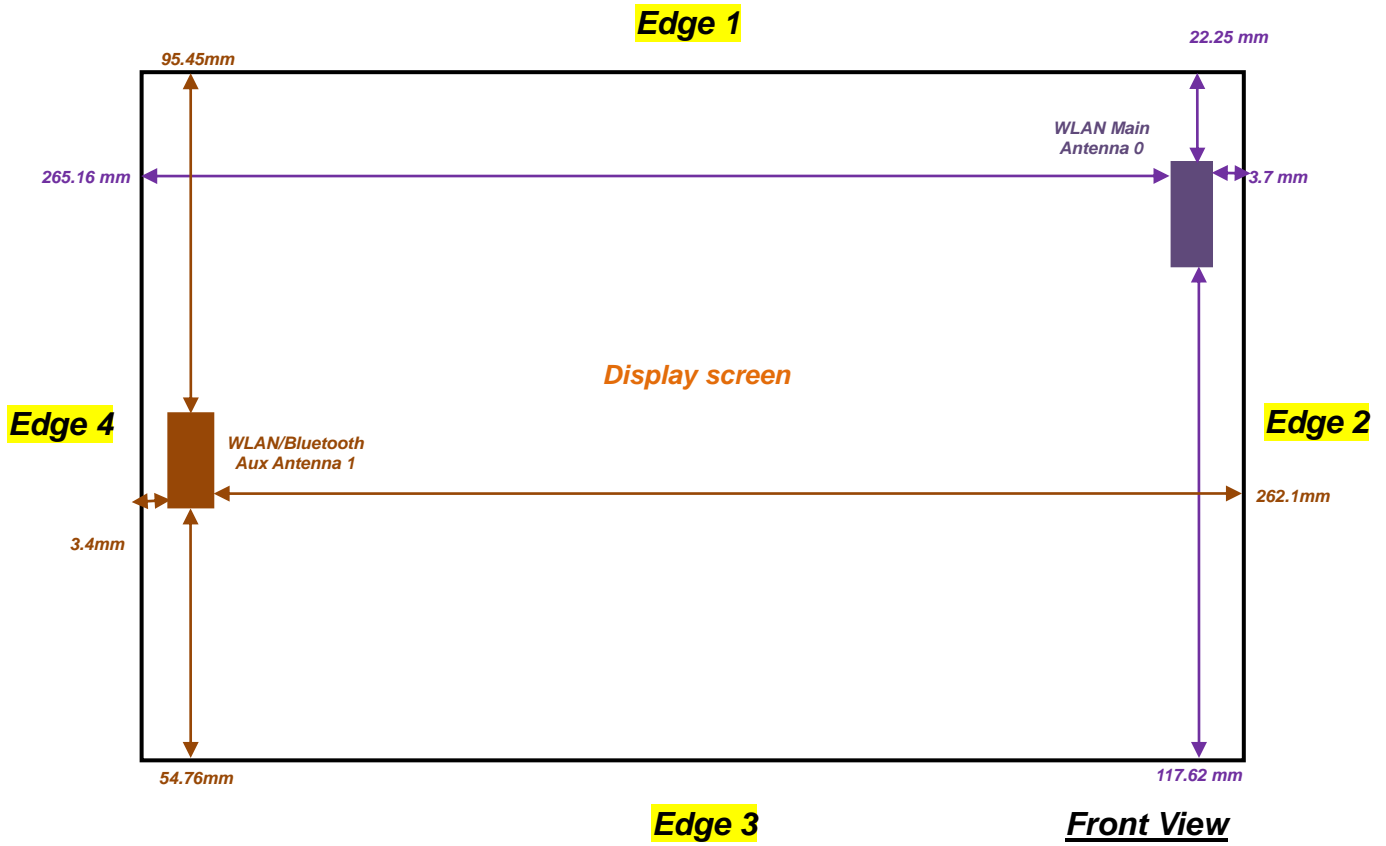 Edge 1
22.25 mm
95.45mm
WLAN Main
Antenna 0
265.16 mm
3.7 mm
Display screen
Edge 4
Edge 2
WLAN/Bluetooth
Aux Antenna 1
262.1mm
3.4mm
54.76mm
117.62 mm
Edge 3
Front View